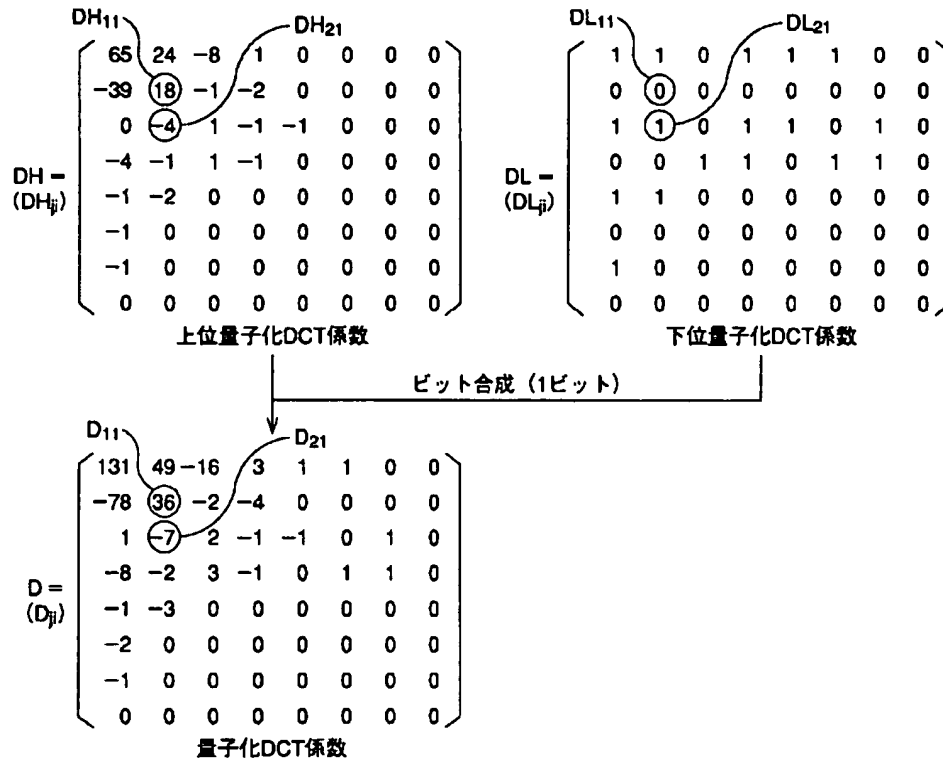 DH11 DH21
65 24 -8 1 0 0 0 0
-39 18 -1 -2 0 0 0 0
0 -4 1 -1 -1 0 0 0
-4 -1 1 -1 0 0 0 0
-1 -2 0 0 0 0 0 0
-1 0 0 0 0 0 0 0
-1 0 0 0 0 0 0 0
0 0 0 0 0 0 0 0
DH =
(DHji)
上位量子化DCT係数
DL11 DL21
1 1 0 1 1 1 0 0
0 0 0 0 0 0 0 0
1 1 0 1 1 0 1 0
0 0 1 1 0 1 1 0
1 1 0 0 0 0 0 0
0 0 0 0 0 0 0 0
1 0 0 0 0 0 0 0
0 0 0 0 0 0 0 0
DL =
(DLji)
下位量子化DCT係数
ビット合成（1ビット）
D11 D21
131 49 -16 3 1 1 0 0
-78 36 -2 -4 0 0 0 0
1 -7 2 -1 -1 0 1 0
-8 -2 3 -1 0 1 1 0
-1 -3 0 0 0 0 0 0
-2 0 0 0 0 0 0 0
-1 0 0 0 0 0 0 0
0 0 0 0 0 0 0 0
D =
(Dji)
量子化DCT係数